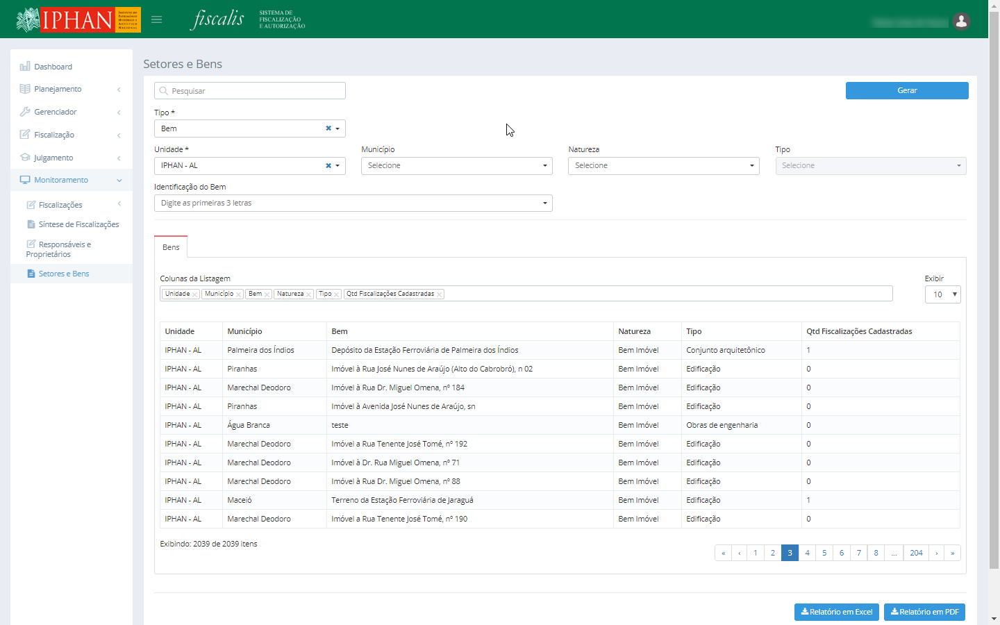 IPHAN
INSTITUTO DO
PATRIMÔNIO
HISTÓRICO E
ARTÍSTICO
NACIONAL
fiscalis
SISTEMA DE
FISCALIZAÇÃO
E AUTORIZAÇÃO
Dashboard
Planejamento
Gerenciador
Fiscalização
Julgamento
Monitoramento
Fiscalizações
Síntese de Fiscalizações
Responsáveis e
Proprietários
Setores e Bens
Setores e Bens
Pesquisar
Gerar
Tipo *
Bem
Unidade * Município Natureza Tipo
IPHAN - AL Selecione Selecione Selecione
Identificação do Bem
Digite as primeiras 3 letras
Bens
Colunas da Listagem Exibir
Unidade Município Bem Natureza Tipo Qtd Fiscalizações Cadastradas 10
Unidade Município Bem Natureza Tipo Qtd Fiscalizações Cadastradas
IPHAN - AL Palmeira dos Índios Depósito da Estação Ferroviária de Palmeira dos Índios Bem Imóvel Conjunto arquitetônico 1
IPHAN - AL Piranhas Imóvel à Rua José Nunes de Araújo (Alto do Cabrobró), n 02 Bem Imóvel Edificação 0
IPHAN - AL Marechal Deodoro Imóvel à Rua Dr. Miguel Omena, nº 184 Bem Imóvel Edificação 0
IPHAN - AL Piranhas Imóvel à Avenida José Nunes de Araújo, sn Bem Imóvel Edificação 0
IPHAN - AL Água Branca teste Bem Imóvel Obras de engenharia 0
IPHAN - AL Marechal Deodoro Imóvel a Rua Tenente José Tomé, nº 192 Bem Imóvel Edificação 0
IPHAN - AL Marechal Deodoro Imóvel à Dr. Rua Miguel Omena, nº 71 Bem Imóvel Edificação 0
IPHAN - AL Marechal Deodoro Imóvel à Rua Dr. Miguel Omena, nº 88 Bem Imóvel Edificação 0
IPHAN - AL Maceió Terreno da Estação Ferroviária de Jaraguá Bem Imóvel Edificação 1
IPHAN - AL Marechal Deodoro Imóvel a Rua Tenente José Tomé, nº 190 Bem Imóvel Edificação 0
Exibindo: 2039 de 2039 itens
« ‹ 1 2 3 4 5 6 7 8 ... 204 › »
Relatório em Excel Relatório em PDF